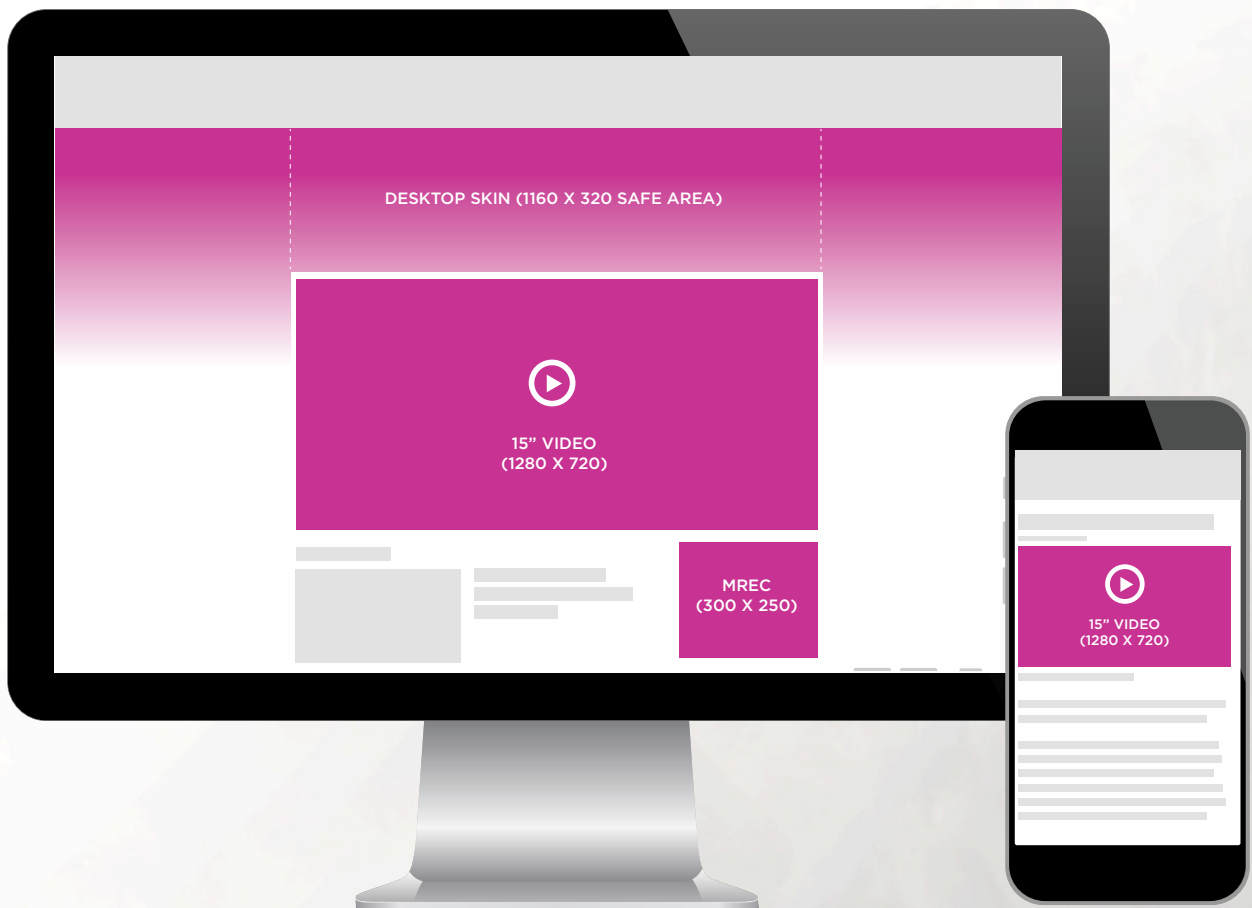 DESKTOP SKIN (1160 X 320 SAFE AREA)
15” VIDEO
(1280 X 720)
MREC
(300 X 250)
15” VIDEO
(1280 X 720)